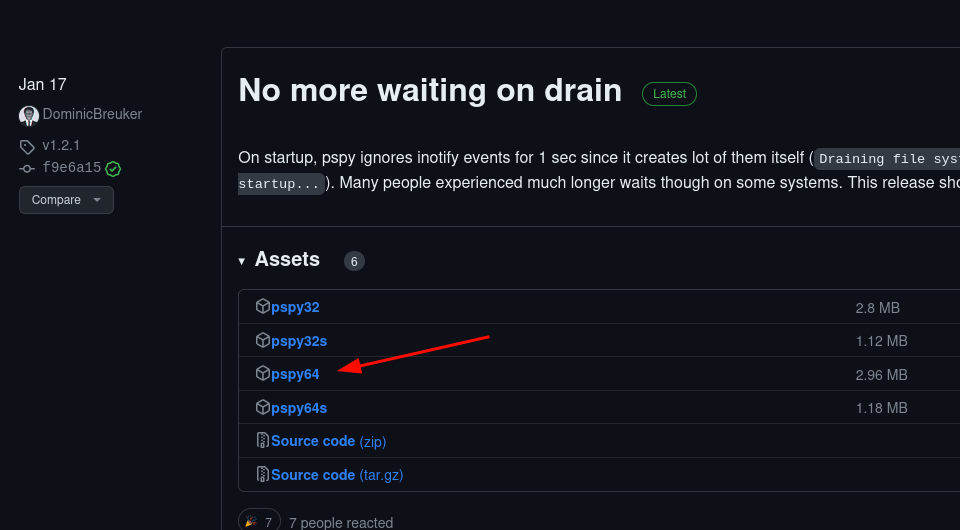 Jan 17
DominicBreuker
v1.2.1
f9e6a15
Compare
No more waiting on drain Latest
On startup, pspy ignores inotify events for 1 sec since it creates lot of them itself (Draining file sys
startup...). Many people experienced much longer waits though on some systems. This release sho
Assets 6
pspy32 2.8 MB
pspy32s 1.12 MB
pspy64 2.96 MB
pspy64s 1.18 MB
Source code (zip)
Source code (tar.gz)
7 7 people reacted